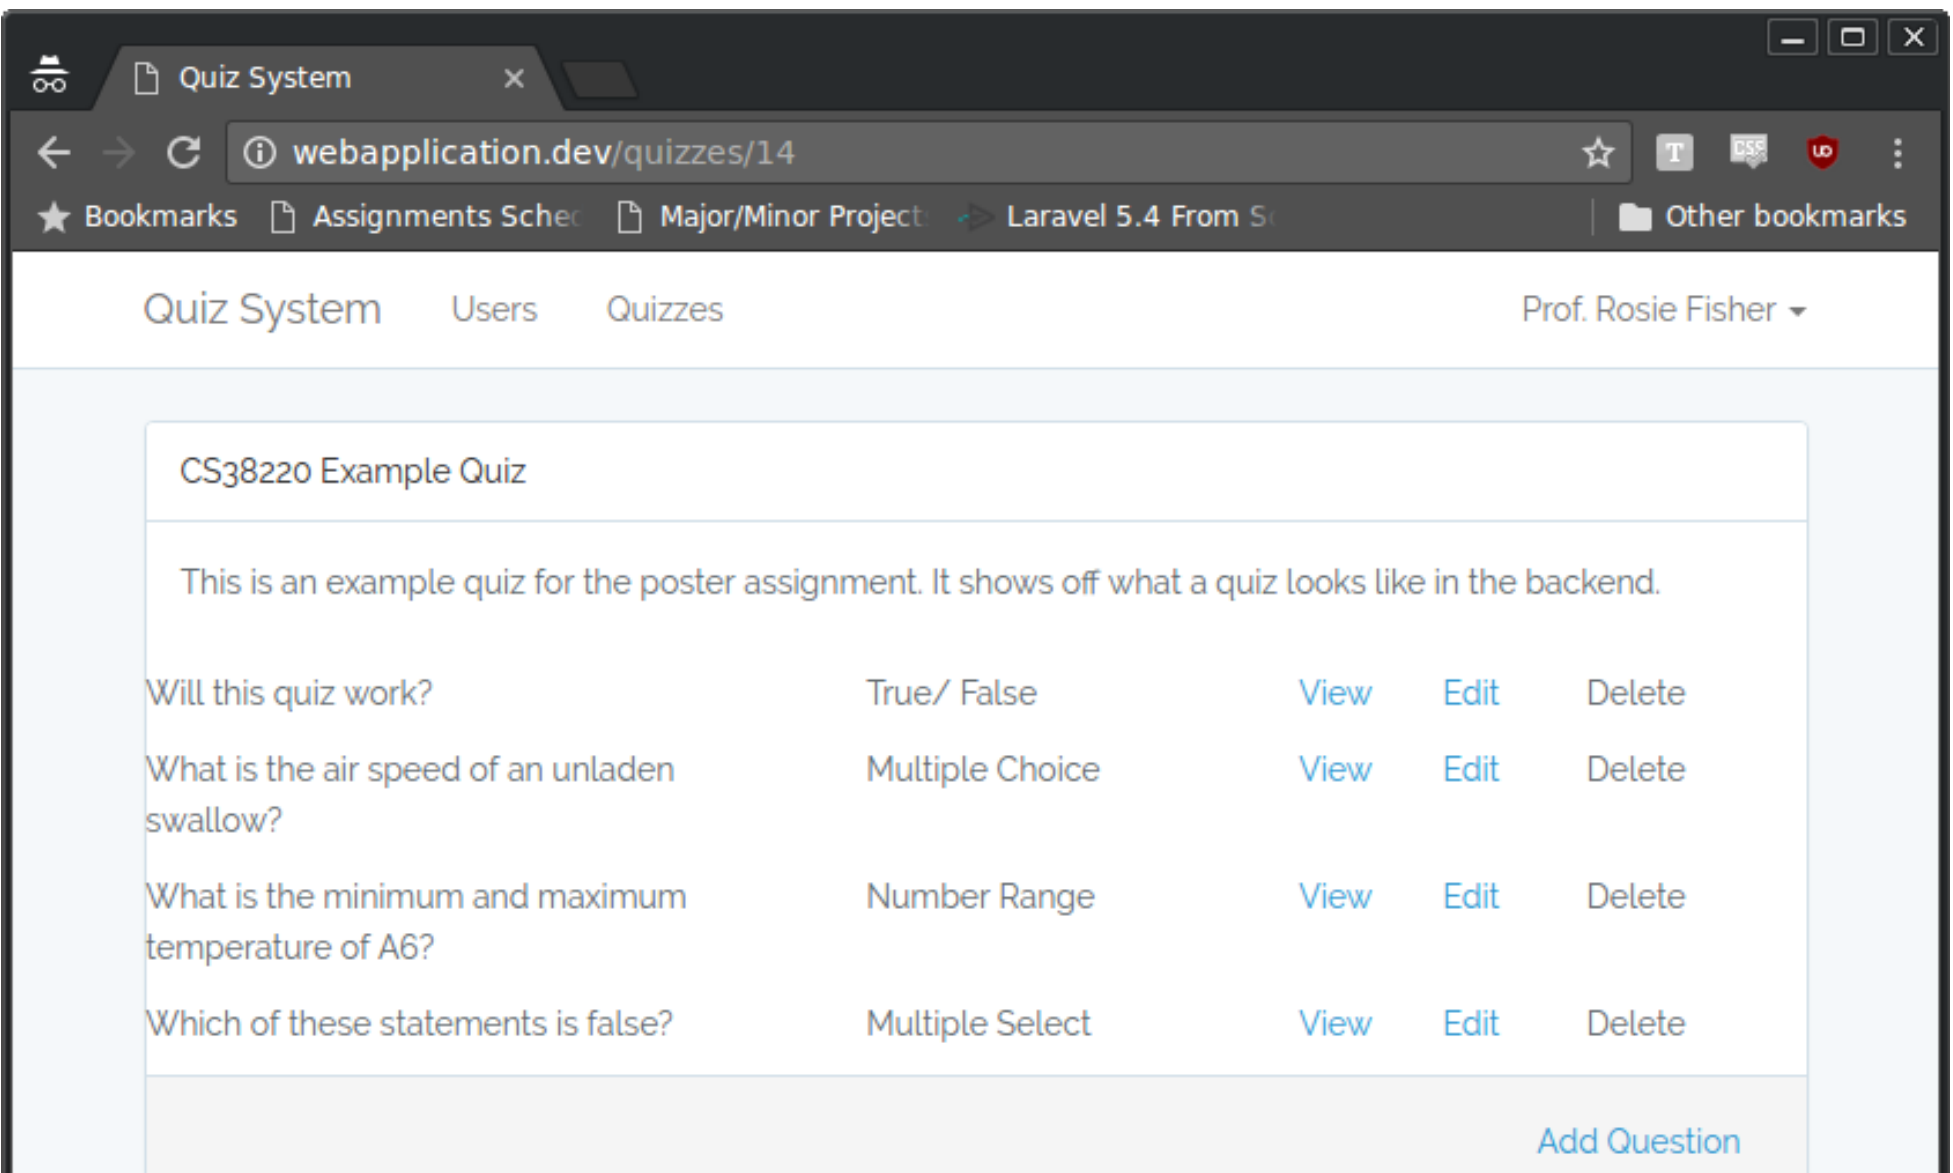 Quiz System
webapplication.dev/quizzes/14
Bookmarks Assignments Major/Minor Project Laravel 5.4 From Other bookmarks
Quiz System Users Quizzes Prof. Rosie Fisher
CS38220 Example Quiz
This is an example quiz for the poster assignment. It shows off what a quiz looks like in the backend.
Will this quiz work? True/ False View Edit Delete
What is the air speed of an unladen Multiple Choice View Edit Delete
swallow?
What is the minimum and maximum Number Range View Edit Delete
temperature of A6?
Which of these statements is false? Multiple Select View Edit Delete
Add Question